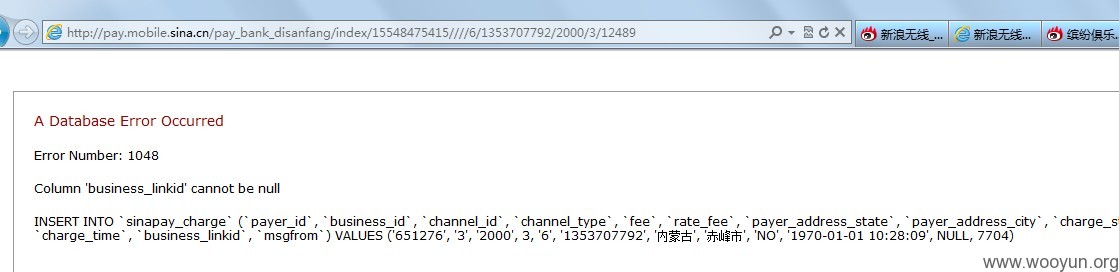 http://pay.mobile.sina.cn/pay_bank_disanfang/index/15548475415////6/1353707792/2000/3/12489
新浪无线_...
新浪无线...
缤纷俱乐.
A Database Error Occurred
Error Number: 1048
Column 'business_linkid' cannot be null
INSERT INTO `sinapay_charge` (`payer_id`, `business_id`, `channel_id`, `channel_type`, `fee`, `rate_fee`, `payer_address_state`, `payer_address_city`, `charge_st
`charge_time`, `business_linkid`, `msgfrom`) VALUES ('651276', '3', '2000', 3, '6', '1353707792', '内蒙古', '赤峰市', 'NO', '1970-01-01 10:28:09', NULL, 7704)
www.wooyun.org